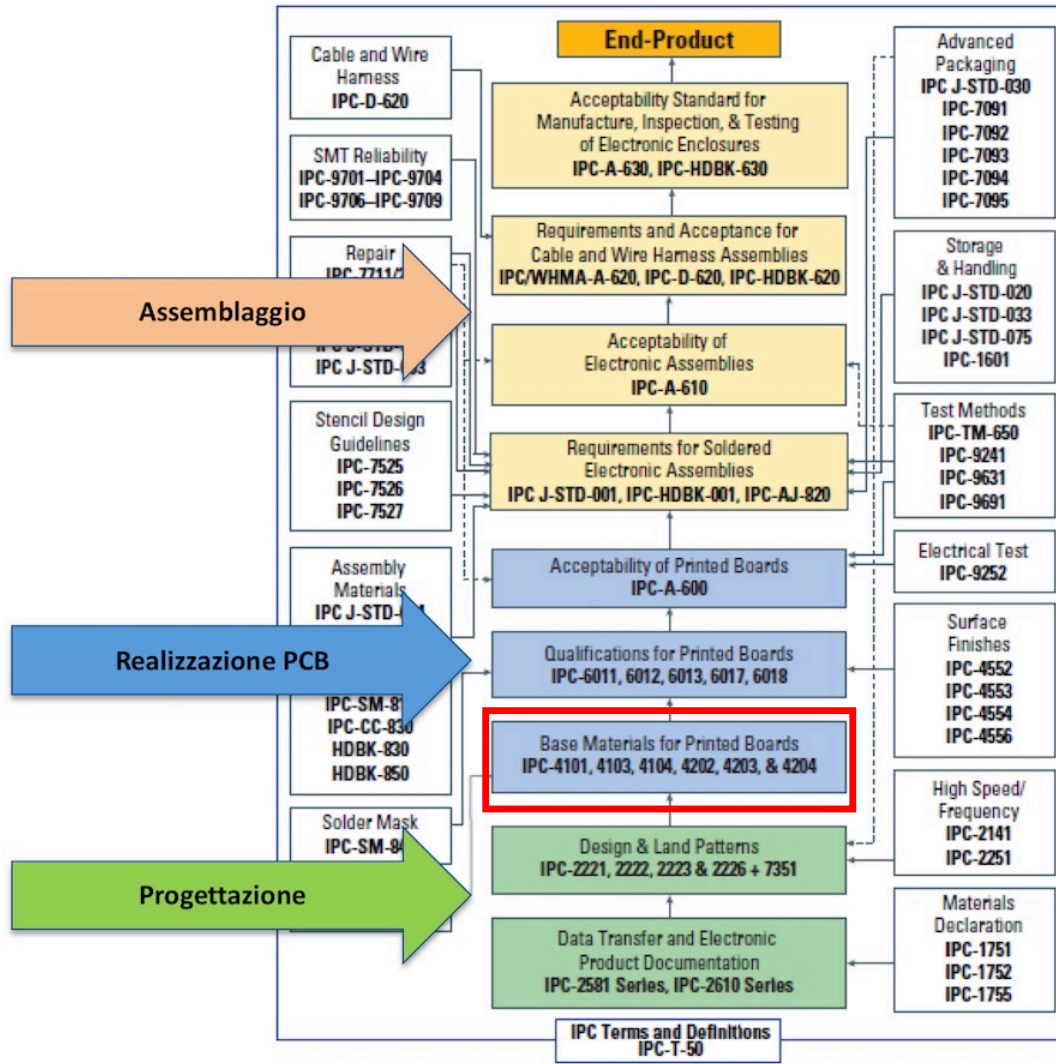 End-Product
Cable and Wire
Harness
IPC-D-620
SMT Reliability
IPC-9701–IPC-9704
IPC-9706–IPC-9709
Repair
Assemblaggio
Stencil Design
Guidelines
IPC-7525
IPC-7526
IPC-7527
Assembly
Materials
Realizzazione PCB
IPC-CC-830
HDBK-830
HDBK-850
Solder Mask
Progettazione
Acceptability Standard for
Manufacture, Inspection, & Testing
of Electronic Enclosures
IPC-A-630, IPC-HDBK-630
Requirements and Acceptance for
Cable and Wire Harness Assemblies
IPC/WHMA-A-620, IPC-D-620, IPC-HDBK-620
Acceptability of
Electronic Assemblies
IPC-A-610
Requirements for Soldered
Electronic Assemblies
IPC J-STD-001, IPC-HDBK-001, IPC-AJ-820
Acceptability of Printed Boards
IPC-A-600
Qualifications for Printed Boards
IPC-6011, 6012, 6013, 6017, 6018
Base Materials for Printed Boards
IPC-4101, 4103, 4104, 4202, 4203, & 4204
Design & Land Patterns
IPC-2221, 2222, 2223 & 2226 + 7351
Data Transfer and Electronic
Product Documentation
IPC-2581 Series, IPC-2610 Series
Advanced
Packaging
IPC J-STD-030
IPC-7091
IPC-7092
IPC-7093
IPC-7094
IPC-7095
Storage
& Handling
IPC J-STD-020
IPC J-STD-033
IPC J-STD-075
IPC-1601
Test Methods
IPC-TM-650
IPC-9241
IPC-9631
IPC-9691
Electrical Test
IPC-9252
Surface
Finishes
IPC-4552
IPC-4553
IPC-4554
IPC-4556
High Speed/
Frequency
IPC-2141
IPC-2251
Materials
Declaration
IPC-1751
IPC-1752
IPC-1755
IPC Terms and Definitions
IPC-T-50